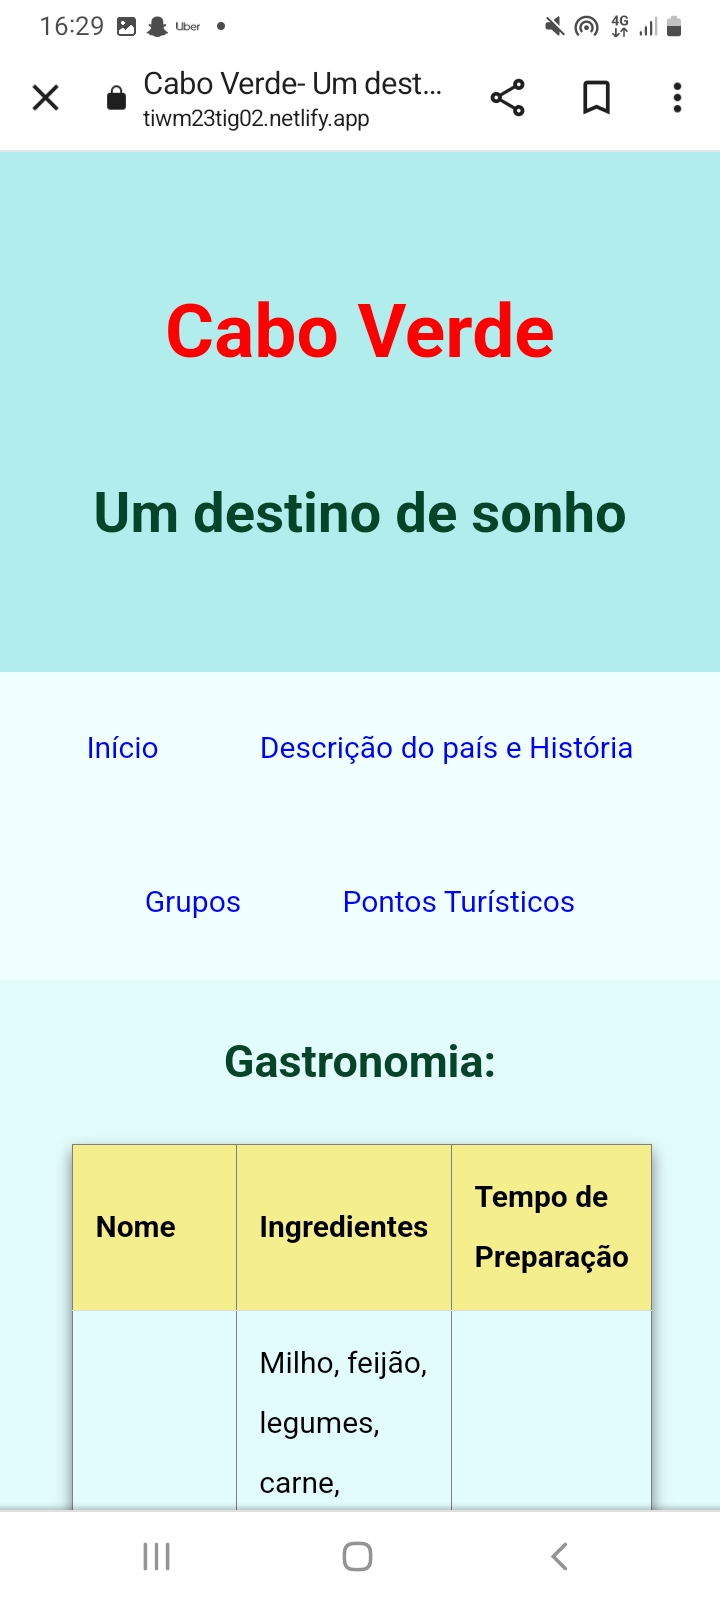 16:29
Uber
4G
Cabo Verde- Um dest...
tiwm23tig02.netlify.app
Cabo Verde
Um destino de sonho
Início
Descrição do país e História
Grupos
Pontos Turísticos
Gastronomia:
Nome
Ingredientes
Tempo de
Preparação
Milho, feijão,
legumes,
carne,